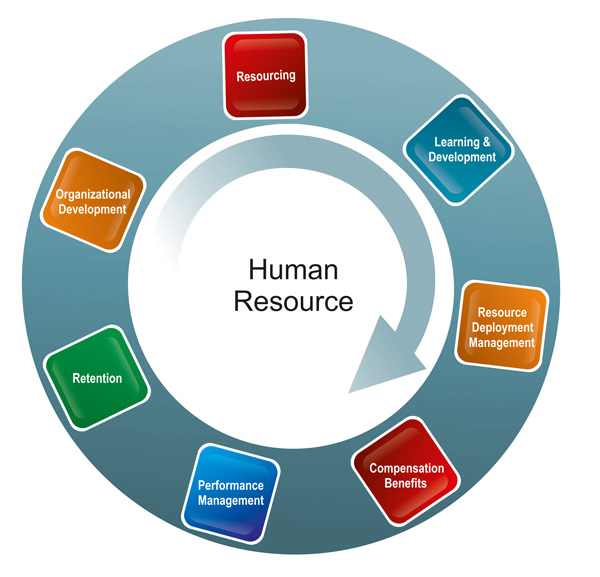 Resourcing
Learning &
Development
Resource
Deployment
Management
Compensation
Benefits
Performance
Management
Retention
Organizational
Development
Human
Resource